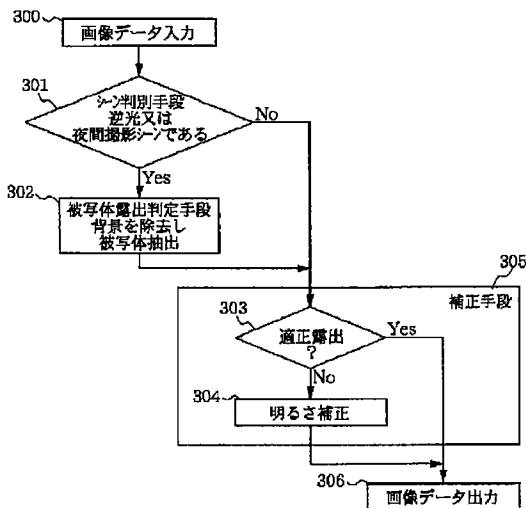 300
画像データ入力
301
シーン判別手段
逆光又は
夜間撮影シーンである
No
Yes
302
被写体露出判定手段
背景を除去し
被写体抽出
305
補正手段
303
適正露出
?
Yes
No
304
明るさ補正
306
画像データ出力